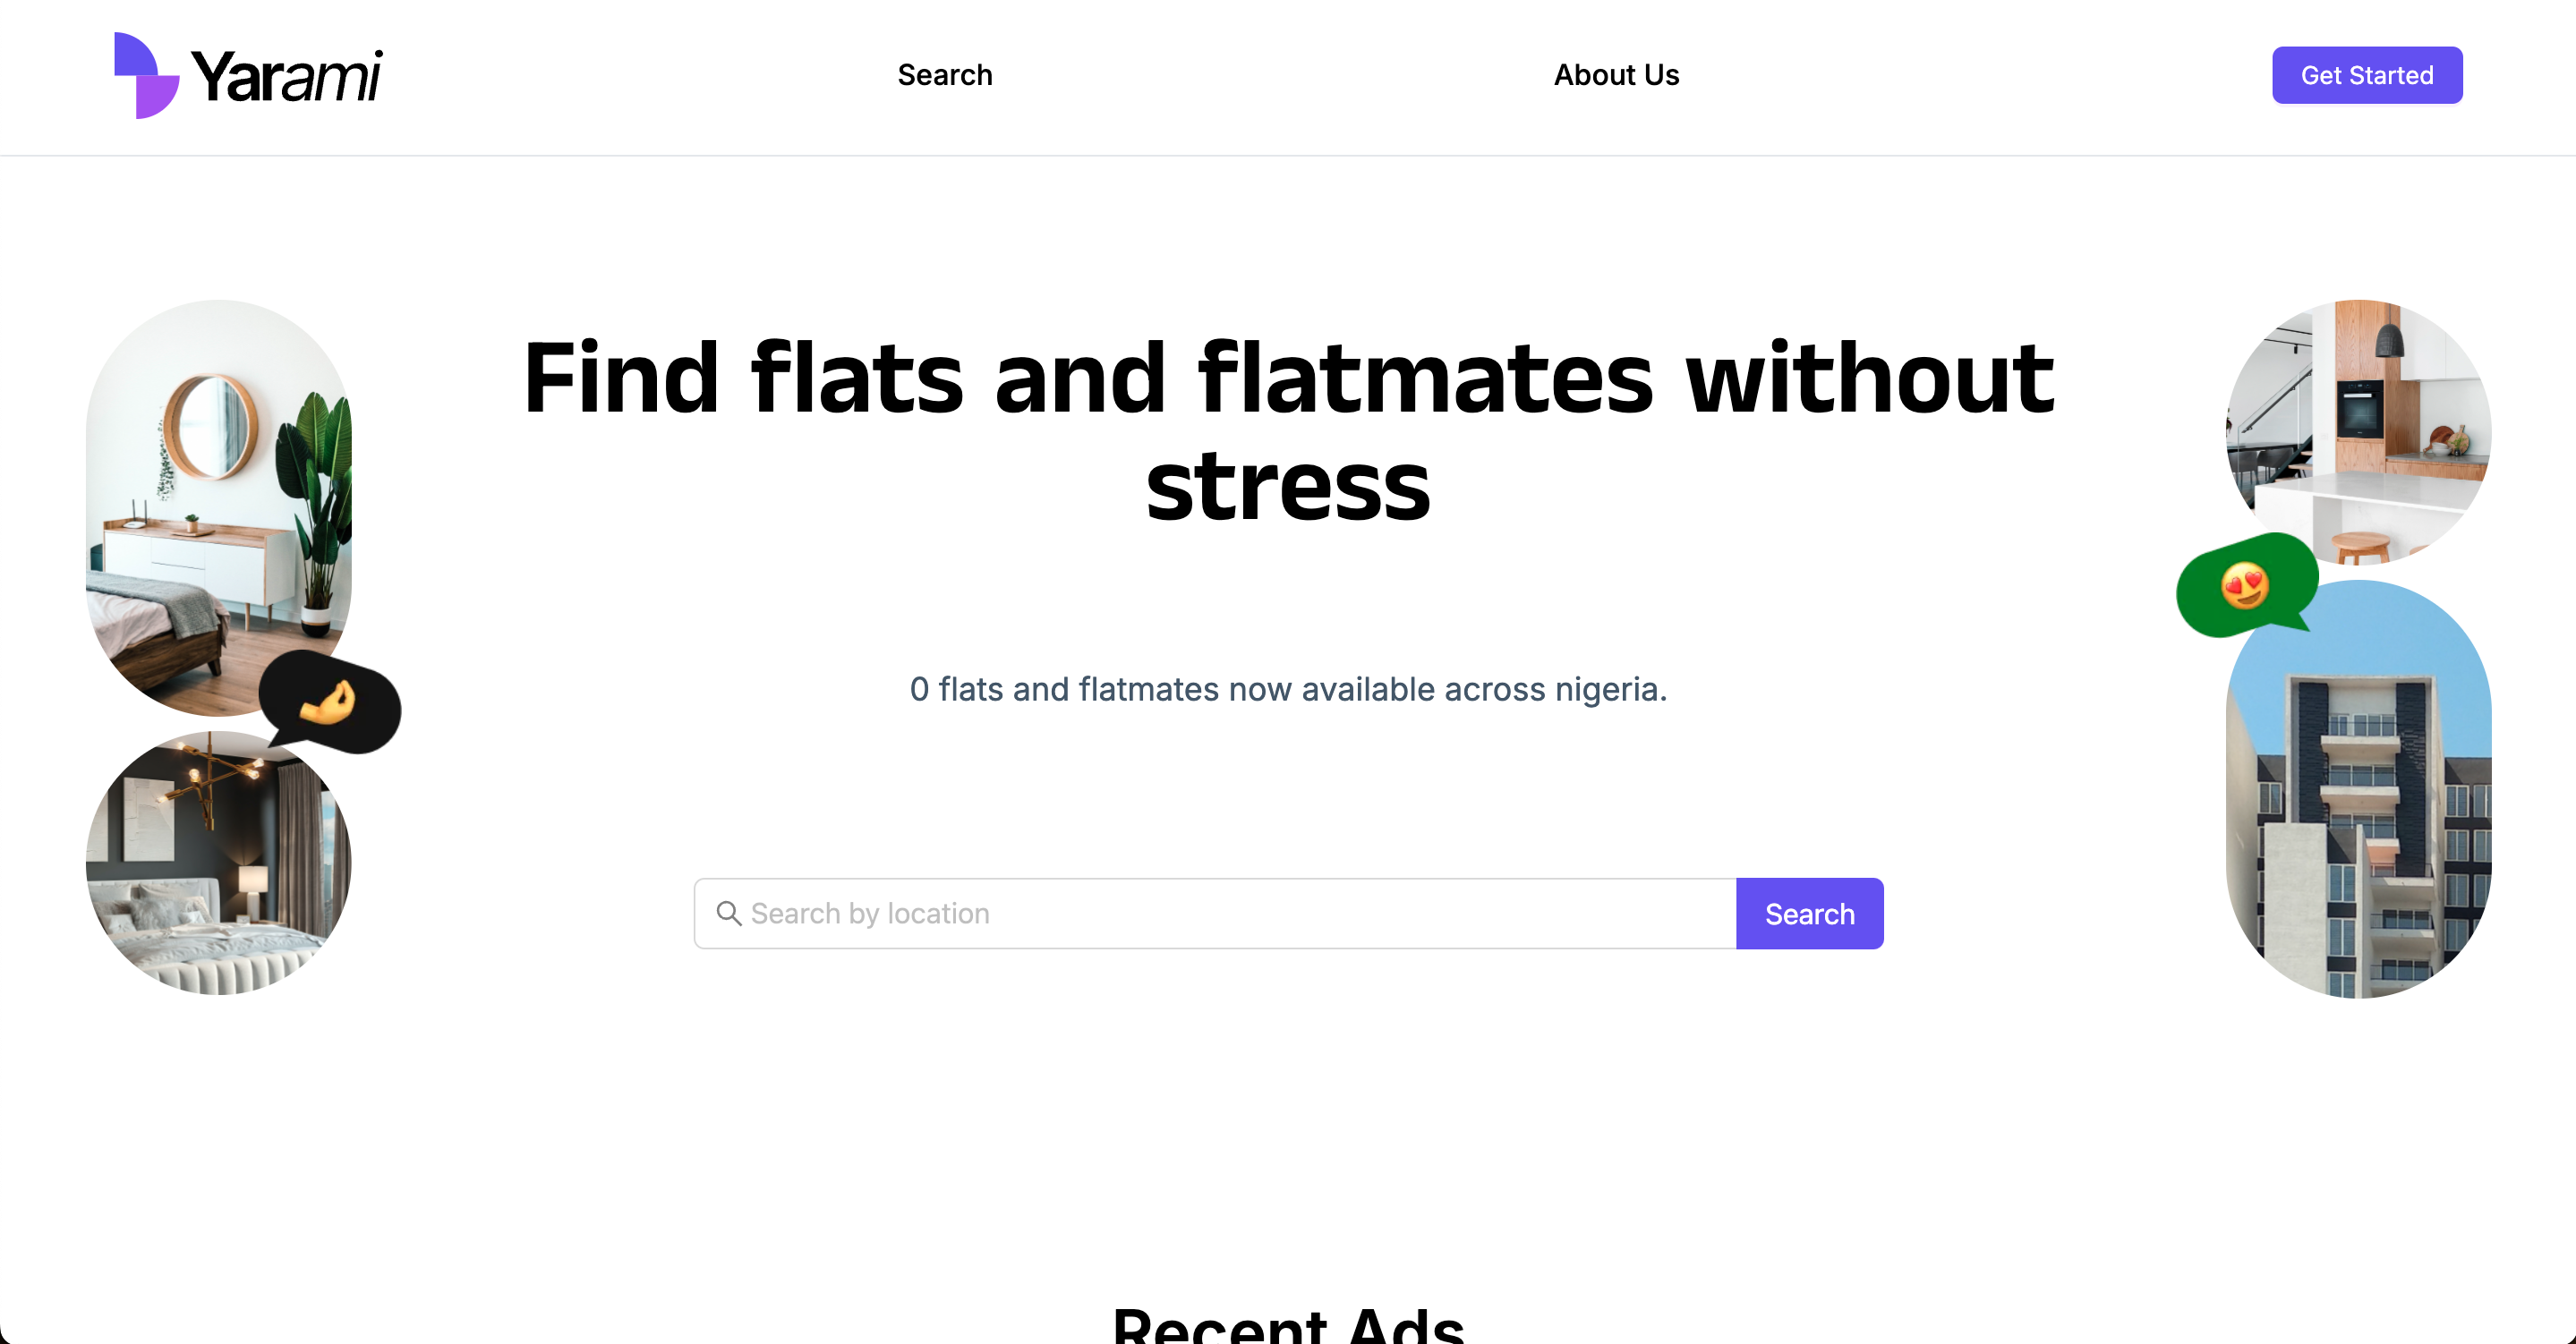 Yarami
Search
About Us
Get Started
Find flats and flatmates without
stress
0 flats and flatmates now available across nigeria.
Search by location
Search
Recent Ads